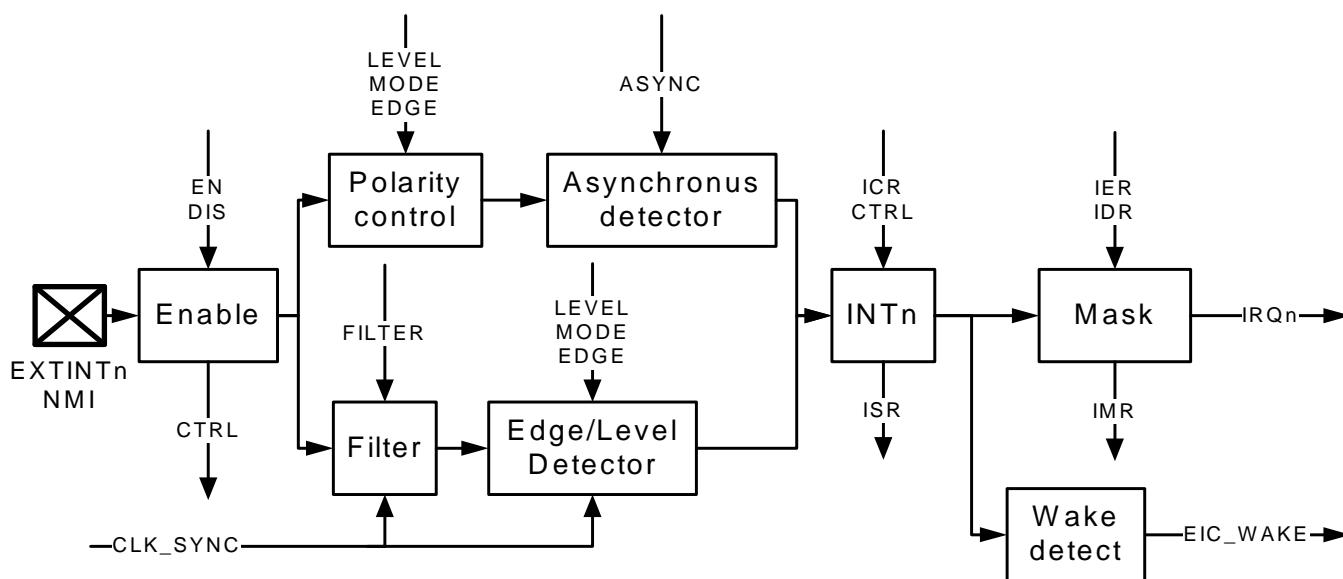 LEVEL
MODE
EDGE
ASYNC
EN
DIS
Polarity
control
Asynchronus
detector
ICR
CTRL
IER
IDR
Enable
FILTER
LEVEL
MODE
EDGE
INTn
Mask
IRQn
EXTINTn
NMI
CTRL
Filter
Edge/Level
Detector
ISR
IMR
CLK_SYNC
Wake
detect
EIC_WAKE